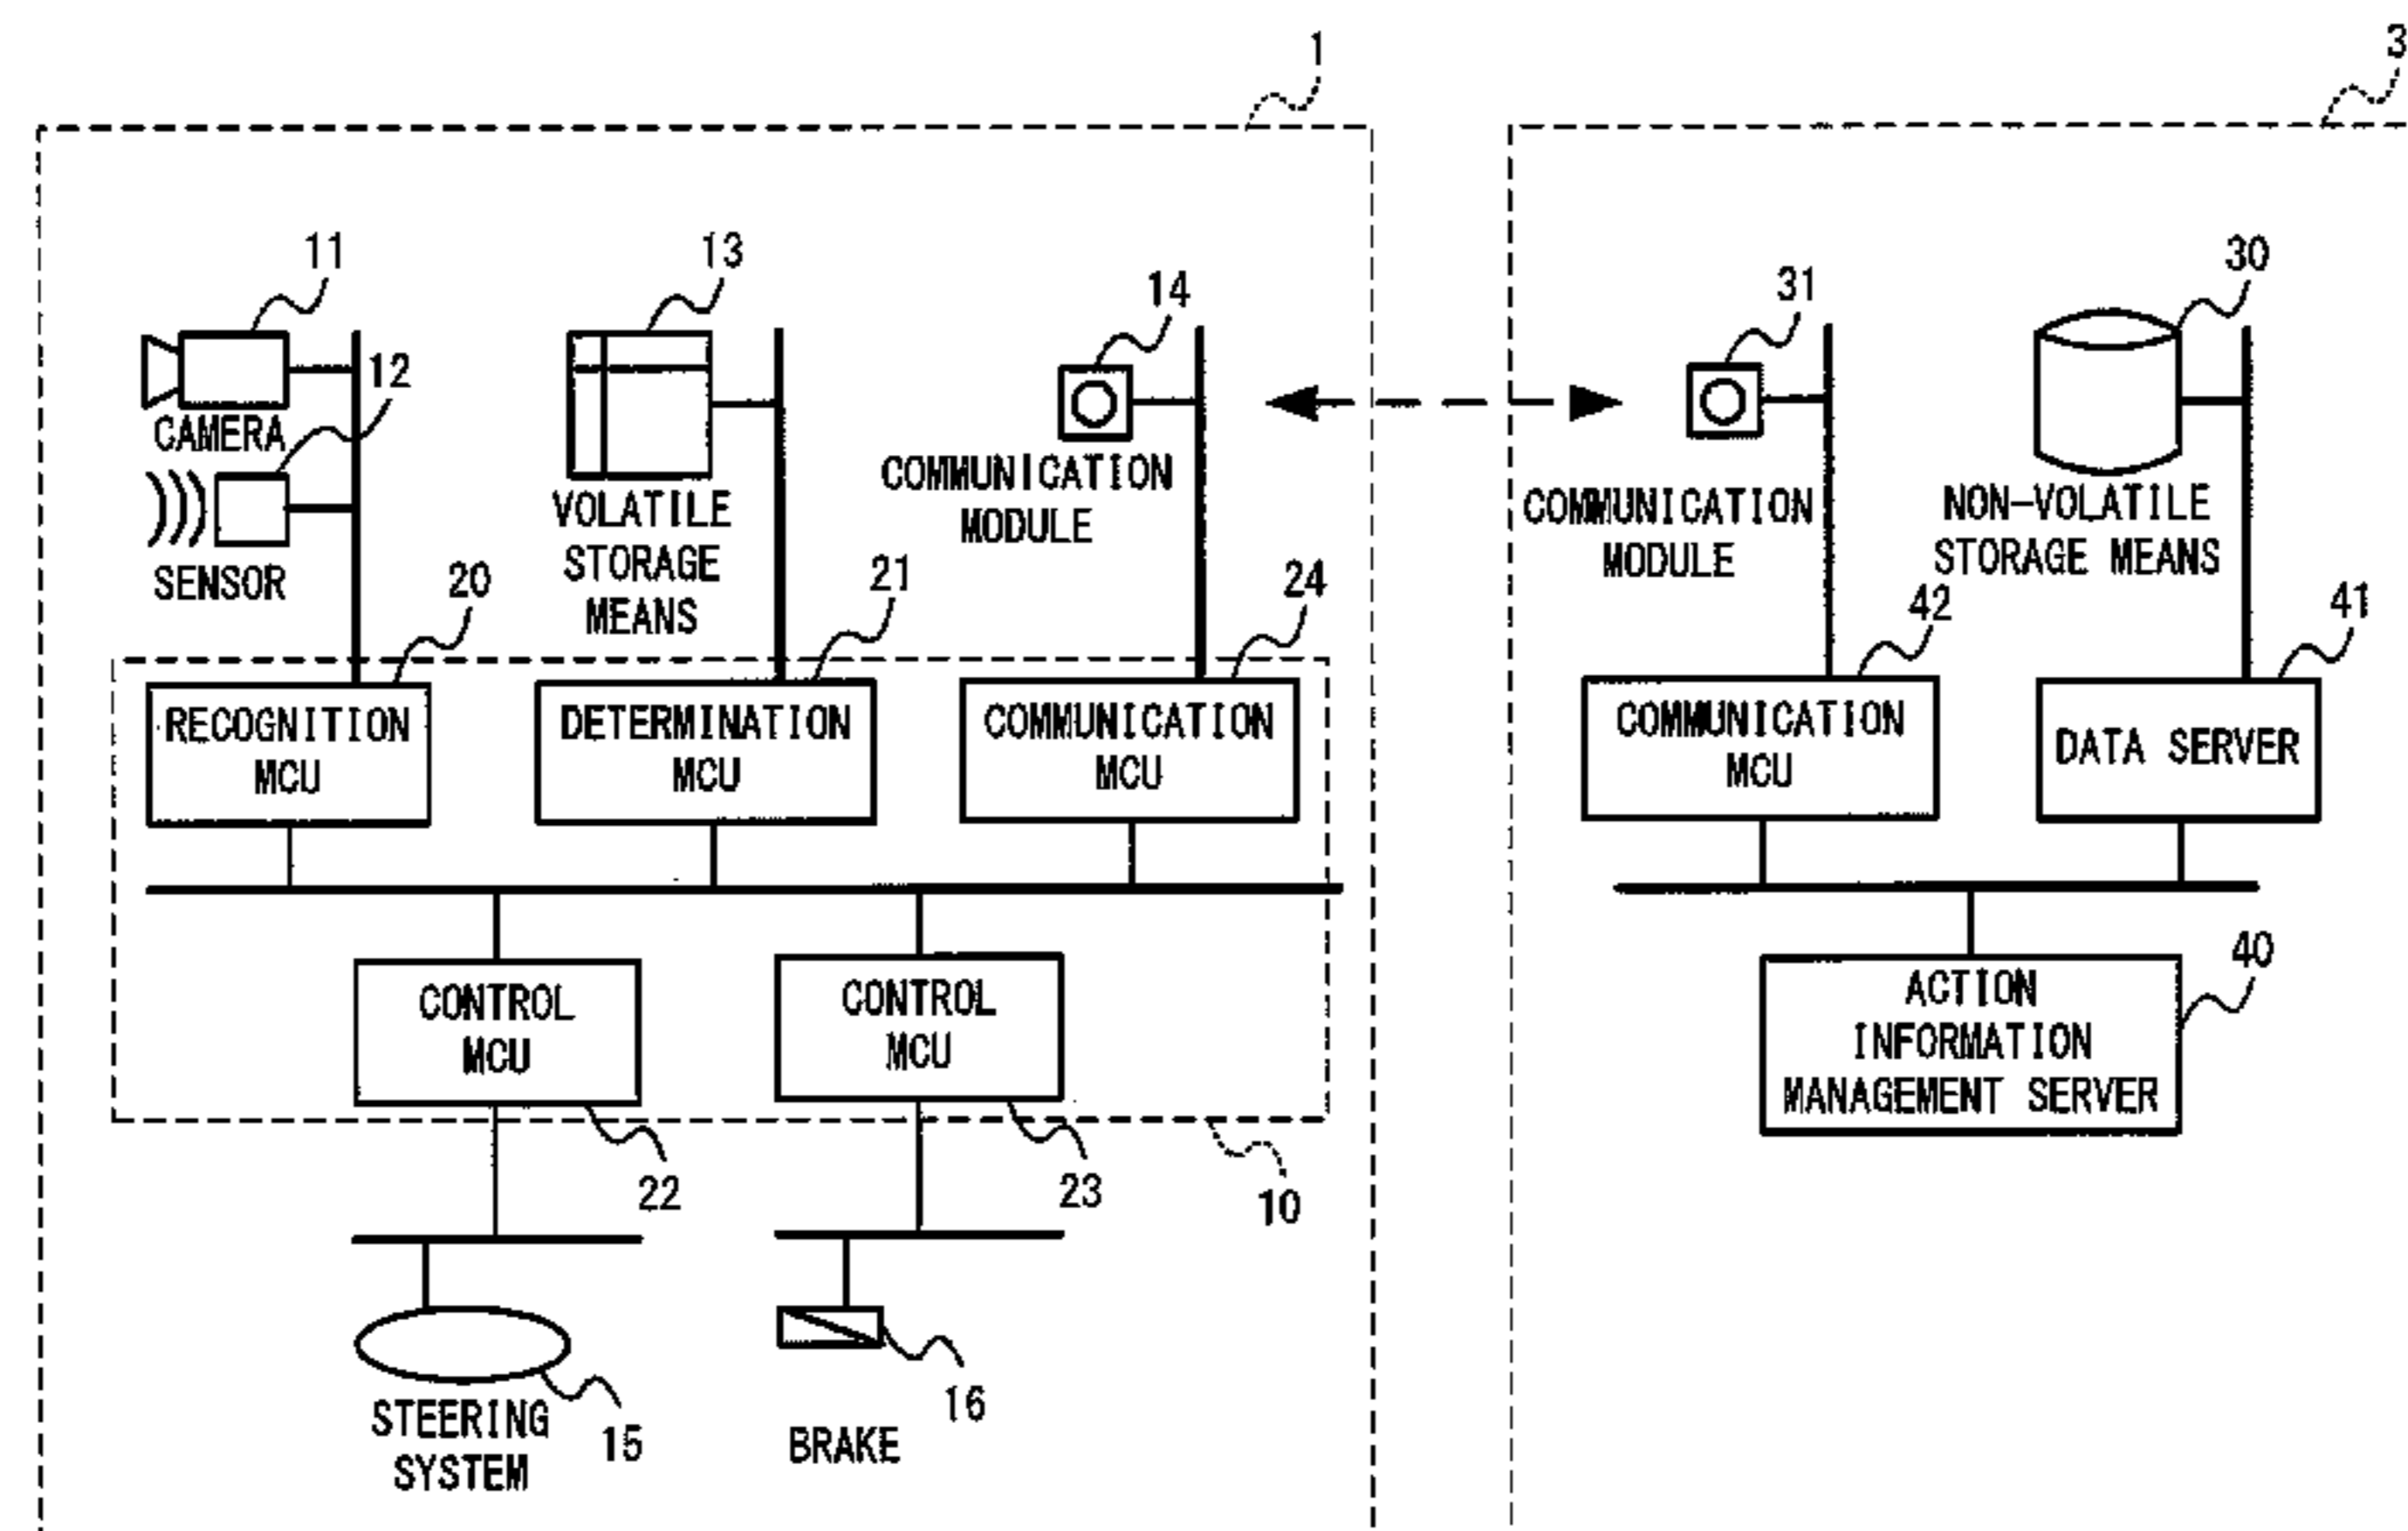 1
3
11
13
14
31
30
12
CAMERA
SENSOR
VOLATILE
STORAGE
MEANS
COMMUNICATION
MODULE
COMMUNICATION
MODULE
NON-VOLATILE
STORAGE MEANS
20
21
24
42
41
RECOGNITION
MCU
DETERMINATION
MCU
COMMUNICATION
MCU
COMMUNICATION
MCU
DATA SERVER
CONTROL
MCU
CONTROL
MCU
40
ACTION
INFORMATION
MANAGEMENT SERVER
22
23
10
STEERING
SYSTEM
15
BRAKE
16